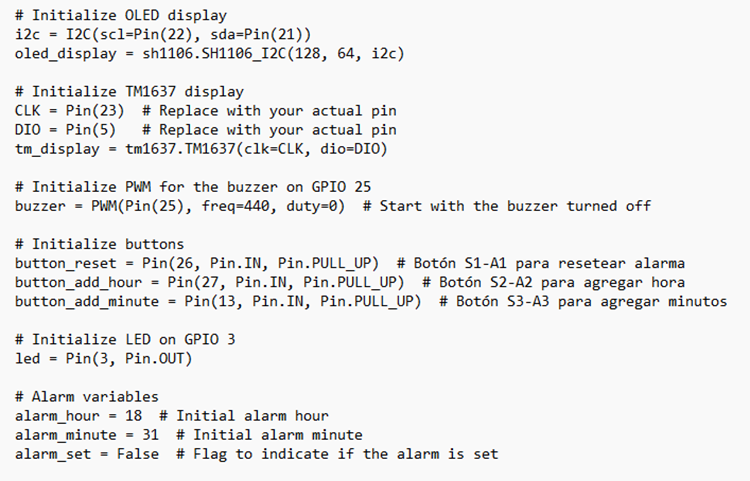 # Initialize OLED display
i2c = I2C(scl=Pin(22), sda=Pin(21))
oled_display = sh1106.SH1106_I2C(128, 64, i2c)

# Initialize TM1637 display
CLK = Pin(23)  # Replace with your actual pin
DIO = Pin(5)   # Replace with your actual pin
tm_display = tm1637.TM1637(clk=CLK, dio=DIO)

# Initialize PWM for the buzzer on GPIO 25
buzzer = PWM(Pin(25), freq=440, duty=0)  # Start with the buzzer turned off

# Initialize buttons
button_reset = Pin(26, Pin.IN, Pin.PULL_UP)  # Botón S1-A1 para resetear alarma
button_add_hour = Pin(27, Pin.IN, Pin.PULL_UP)  # Botón S2-A2 para agregar hora
button_add_minute = Pin(13, Pin.IN, Pin.PULL_UP)  # Botón S3-A3 para agregar minutos

# Initialize LED on GPIO 3
led = Pin(3, Pin.OUT)

# Alarm variables
alarm_hour = 18  # Initial alarm hour
alarm_minute = 31  # Initial alarm minute
alarm_set = False  # Flag to indicate if the alarm is set